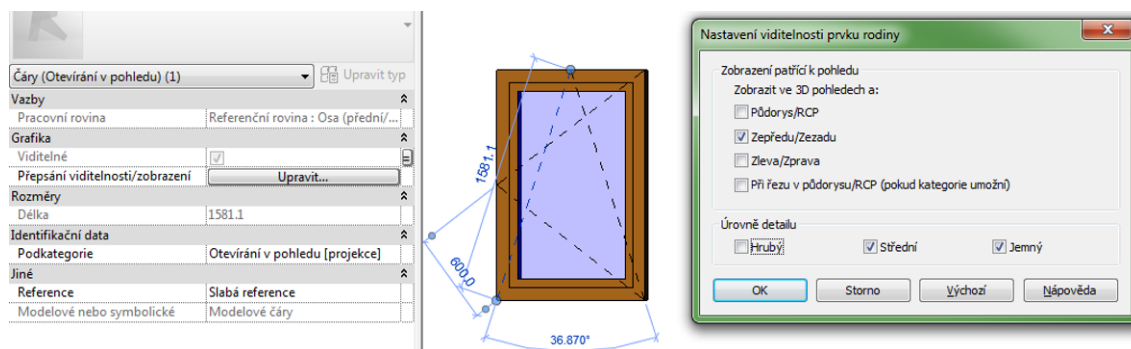 Čáry (Otevírání v pohledu) (1)
Upravit typ
Vazby
Pracovní rovina Referenční rovina : Osa (přední/...
Grafika
Viditelné
Přepsání viditelnosti/zobrazení Upravit...
Rozměry
Délka 1581.1
Identifikační data
Podkategorie Otevírání v pohledu [projekce]
Jiné
Reference Slabá reference
Modelové nebo symbolické Modelové čáry
1581.1
600.0
36.870°
Nastavení viditelnosti prvku rodiny
Zobrazení patřící k pohledu
Zobrazit ve 3D pohledech a:
Půdorys/RCP
Zepředu/Zezadu
Zleva/Zprava
Při řezu v půdorysu/RCP (pokud kategorie umožní)
Úrovně detailu
Hrubý Střední Jemný
OK Storno Výchozí Nápověda